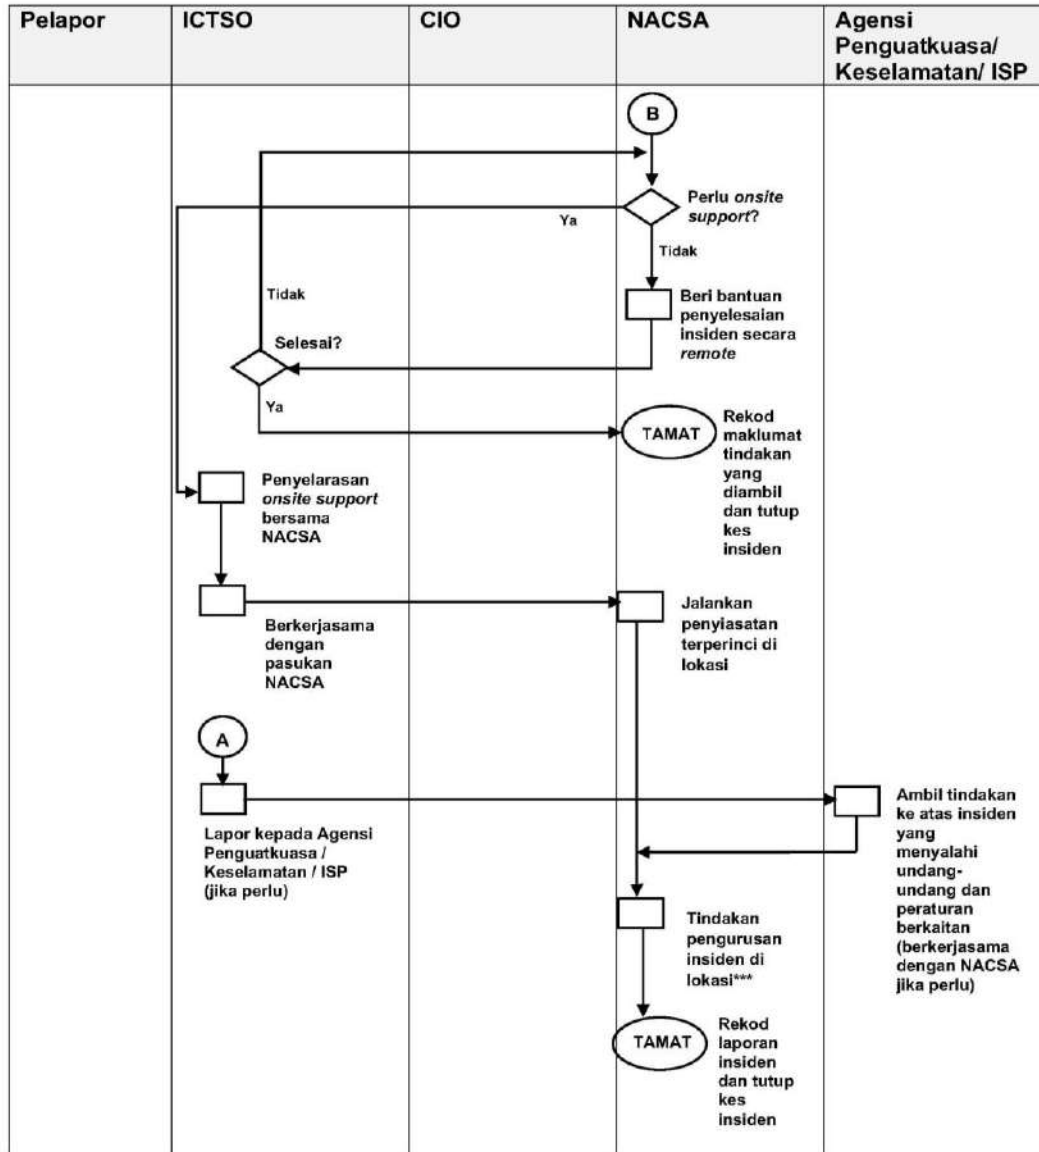 Pelapor
ICTSO
CIO
NACSA
Agensi
Penguatkuasa/
Keselamatan/ ISP
B
Perlu onsite
support?
Ya
Tidak
Beri bantuan
penyelesaian
insiden secara
remote
Tidak
Selesai?
Ya
TAMAT
Rekod
maklumat
tindakan
yang
diambil
dan tutup
kes
insiden
Penyelarasan
onsite support
bersama
NACSA
Berkerjasama
dengan
pasukan
NACSA
Jalankan
penyiasatan
terperinci di
lokasi
A
Lapor kepada Agensi
Penguatkuasa /
Keselamatan / ISP
(jika perlu)
Ambil tindakan
ke atas insiden
yang
menyalahi
undang-
undang dan
peraturan
berkaitan
(berkerjasama
dengan NACSA
jika perlu)
Tindakan
pengurusan
insiden di
lokasi***
TAMAT
Rekod
laporan
insiden
dan tutup
kes
insiden